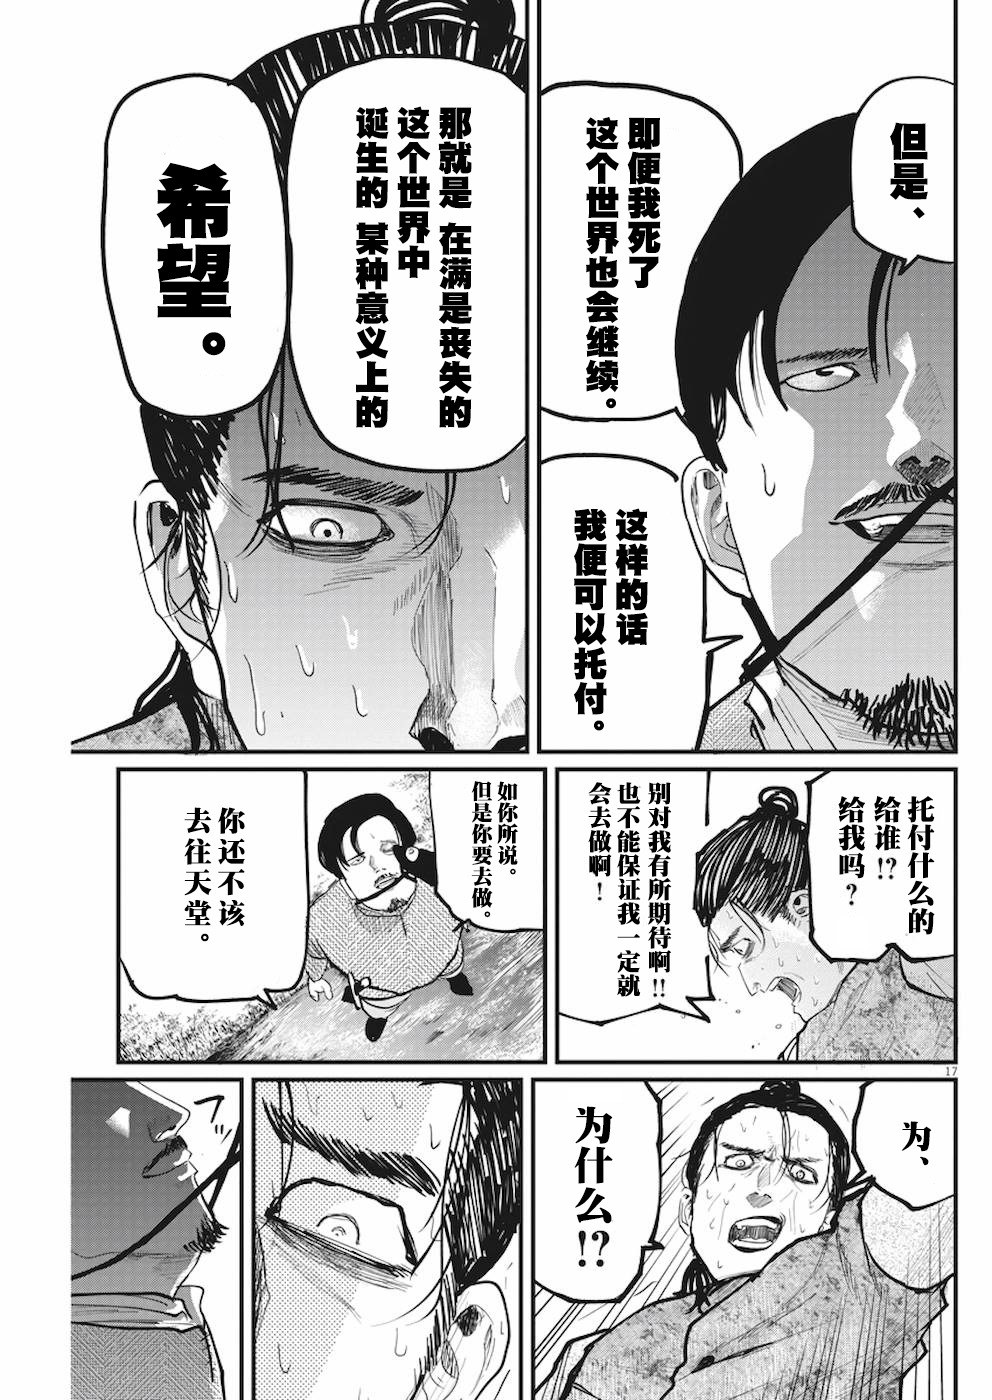 但是、
即便我死了
这个世界也会继续。
这样的话
我便可以托付。
那就是 在满是丧失的
这个世界中
诞生的 某种意义上的
希望。
托付什么的
给谁!?
给我吗？
别对我有所期待啊!!
也不能保证我一定就
会去做啊！
如你所说。
但是你要去做。
你还不该
去往天堂。
17
为、
为什么!?
フ